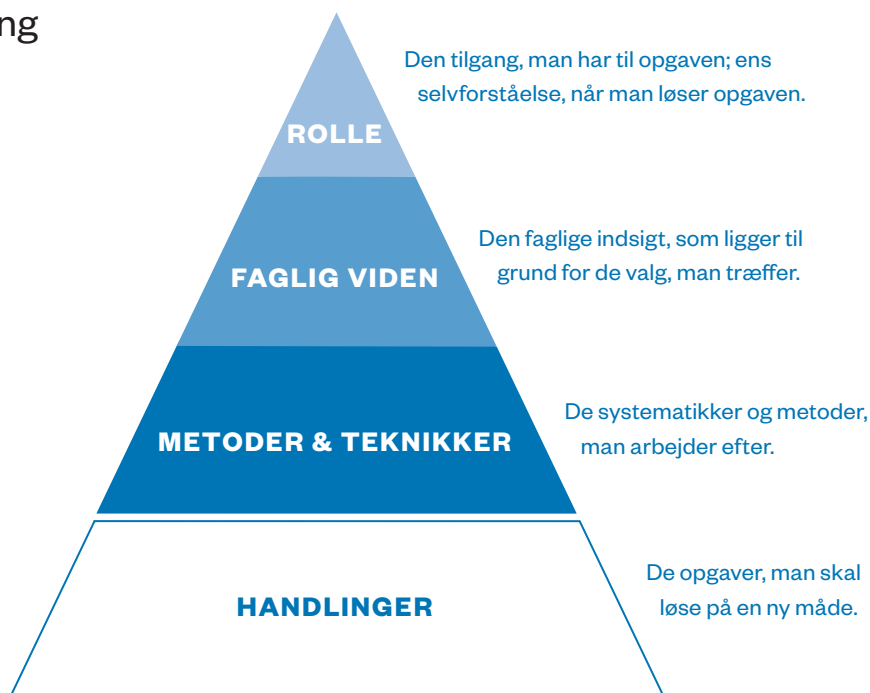 ng
Den tilgang, man har til opgaven; ens
selvforståelse, når man løser opgaven.
ROLLE
Den faglige indsigt, som ligger til
grund for de valg, man træffer.
FAGLIG VIDEN
De systematikker og metoder,
man arbejder efter.
METODER & TEKNIKKER
De opgaver, man skal
løse på en ny måde.
HANDLINGER